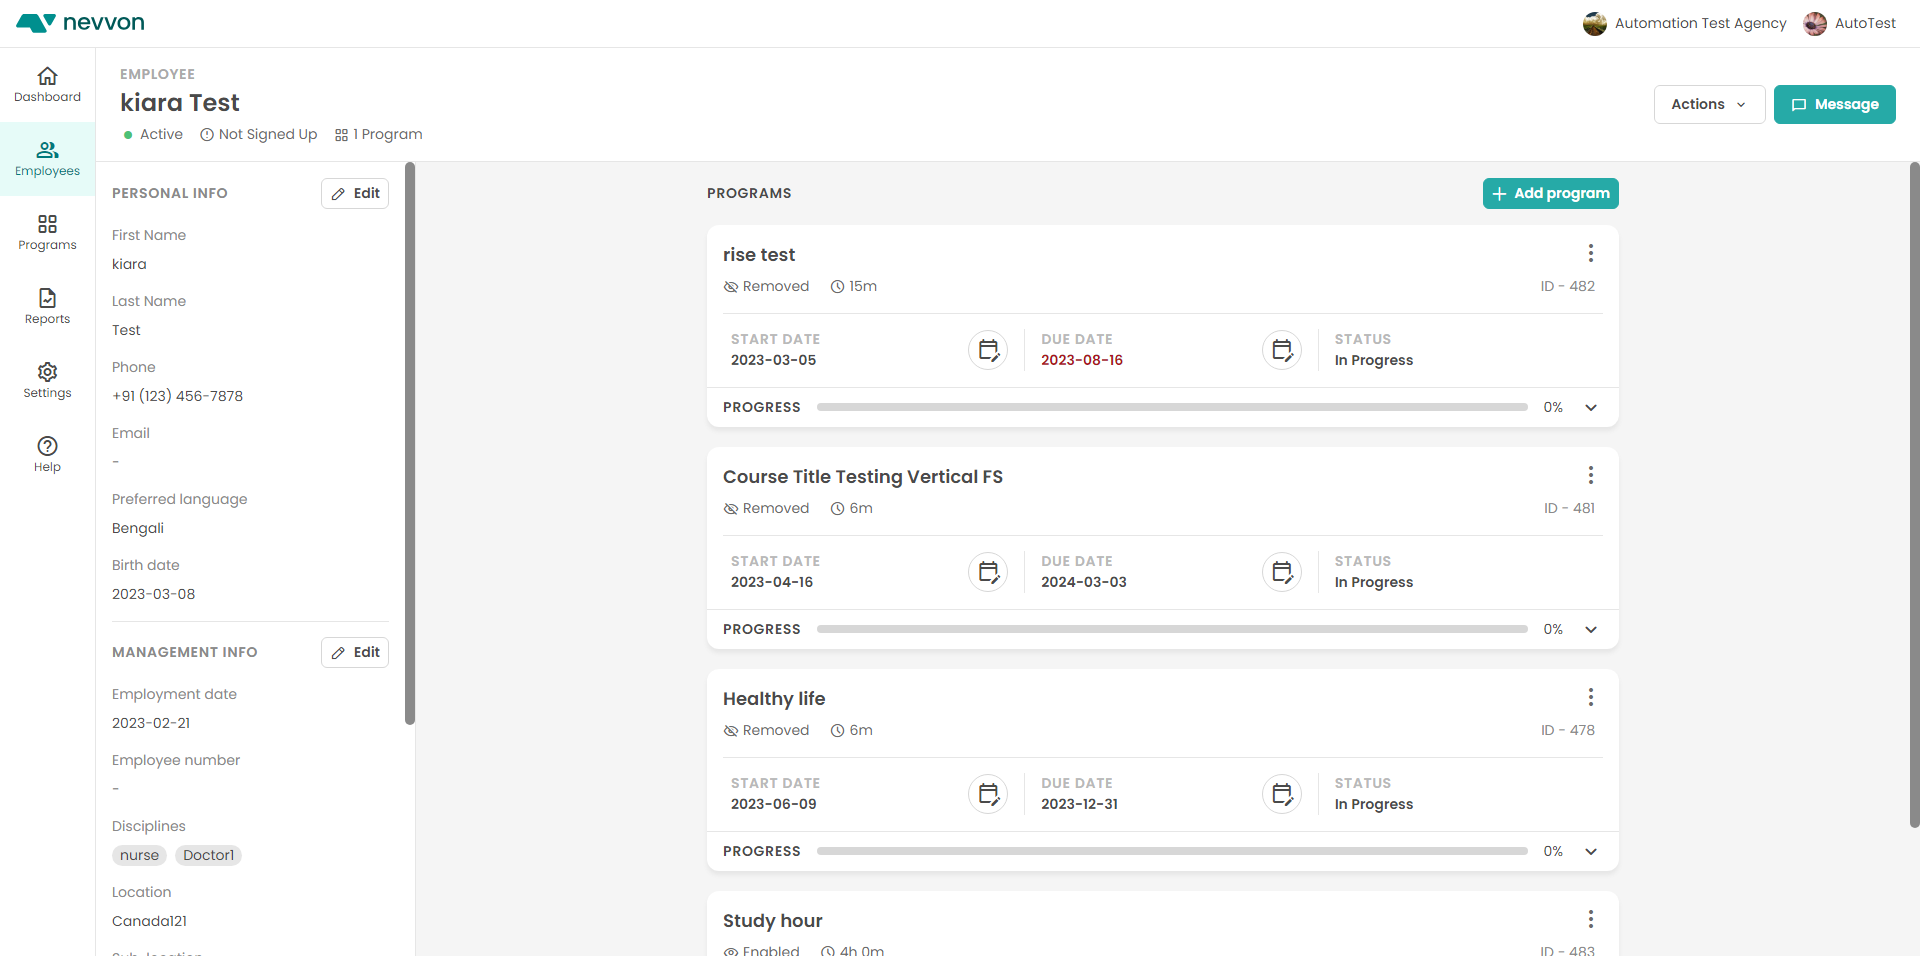 nevvon
Automation Test Agency
AutoTest
Dashboard
Employees
Programs
Reports
Settings
Help
EMPLOYEE
kiara Test
Active
Not Signed Up
1 Program
Actions
Message
PERSONAL INFO
Edit
First Name
kiara
Last Name
Test
Phone
+91 (123) 456-7878
Email
-
Preferred language
Bengali
Birth date
2023-03-08
MANAGEMENT INFO
Edit
Employment date
2023-02-21
Employee number
-
Disciplines
nurse Doctor1
Location
Canada121
Sub-location
PROGRAMS
Add program
rise test
Removed 15m ID - 482
START DATE DUE DATE STATUS
2023-03-05 2023-08-16 In Progress
PROGRESS 0%
Course Title Testing Vertical FS
Removed 6m ID - 481
START DATE DUE DATE STATUS
2023-04-16 2024-03-03 In Progress
PROGRESS 0%
Healthy life
Removed 6m ID - 478
START DATE DUE DATE STATUS
2023-06-09 2023-12-31 In Progress
PROGRESS 0%
Study hour
Enabled 4h 0m ID - 483